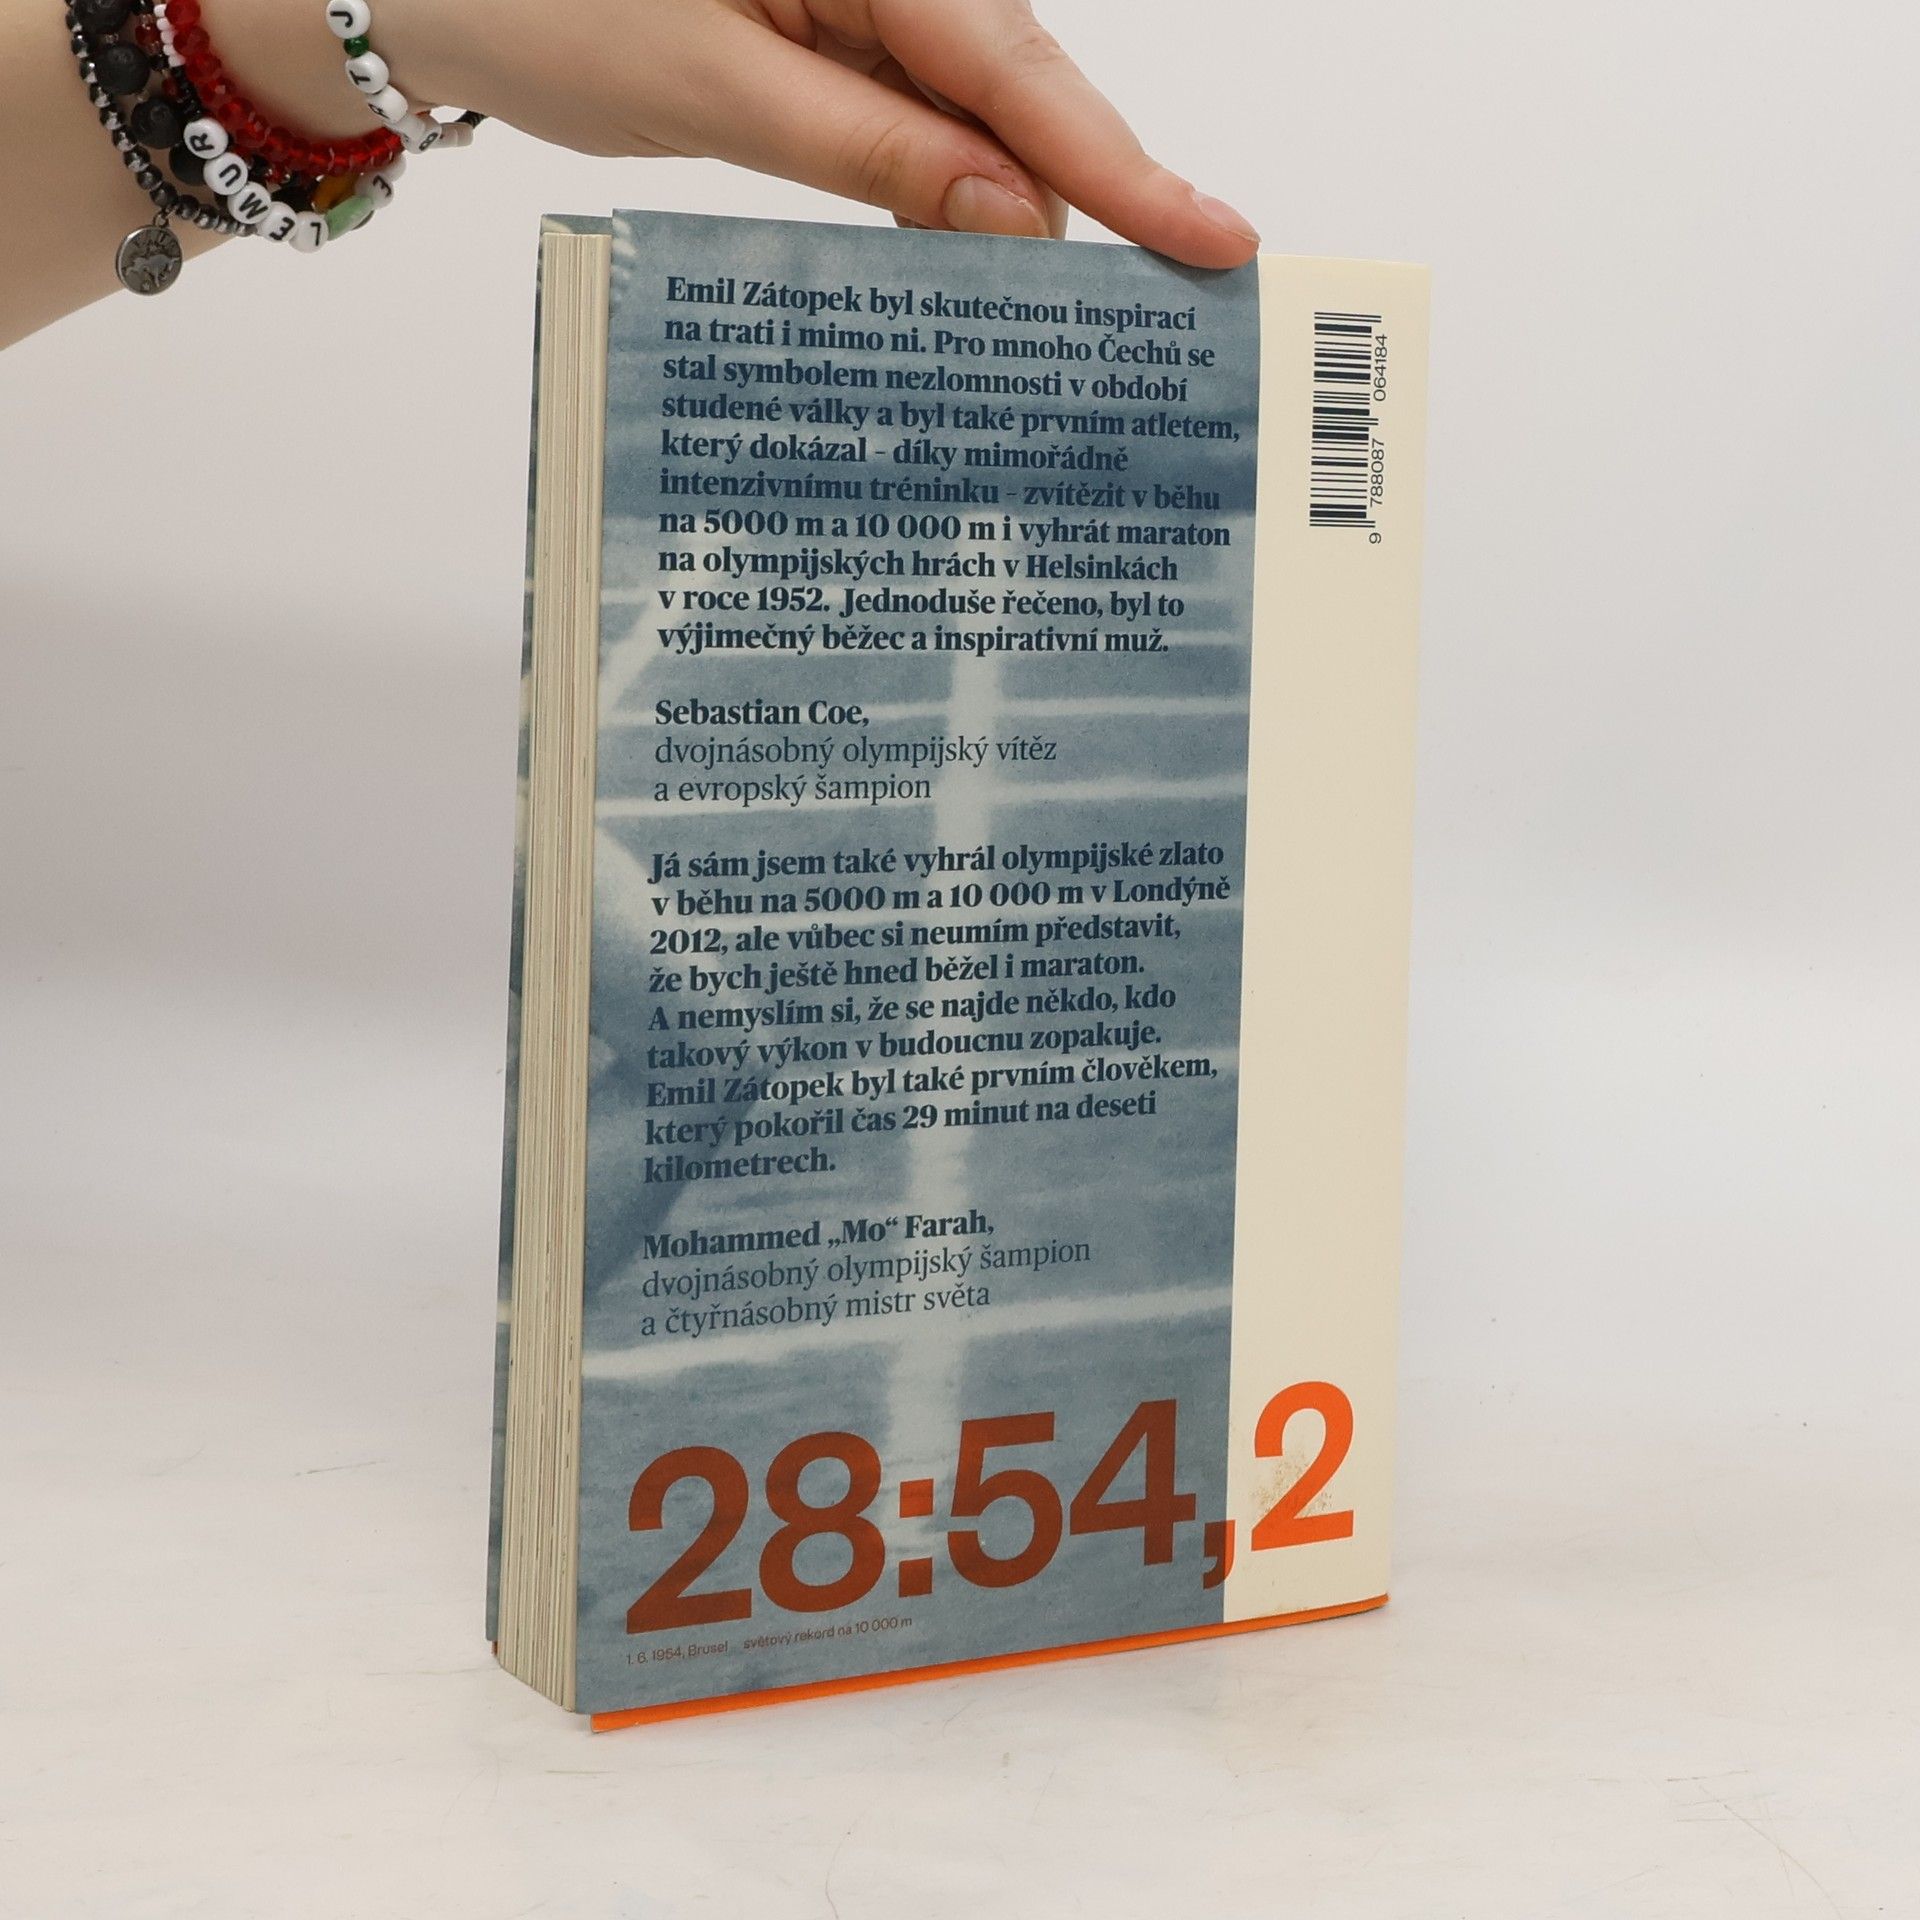 J
T
A
B
R
U
M
E
L
E
Emil Zátopek byl skutečnou inspirací
na trati i mimo ni. Pro mnoho Čechů se
stal symbolem nezlomnosti v období
studené války a byl také prvním atletem,
který dokázal - díky mimořádně
intenzivnímu tréninku - zvítězit v běhu
na 5000 m a 10 000 m i vyhrát maraton
na olympijských hrách v Helsinkách
v roce 1952. Jednoduše řečeno, byl to
výjimečný běžec a inspirativní muž.
Sebastian Coe,
dvojnásobný olympijský vítěz
a evropský šampion
Já sám jsem také vyhrál olympijské zlato
v běhu na 5000 m a 10 000 m v Londýně
2012, ale vůbec si neumím představit,
že bych ještě hned běžel i maraton.
A nemyslím si, že se najde někdo, kdo
takový výkon v budoucnu zopakuje.
Emil Zátopek byl také prvním člověkem,
který pokořil čas 29 minut na deseti
kilometrech.
Mohammed „Mo“ Farah,
dvojnásobný olympijský šampion
a čtyřnásobný mistr světa
28:54,2
1. 6. 1954, Brusel světový rekord na 10 000 m
9 788087 064184